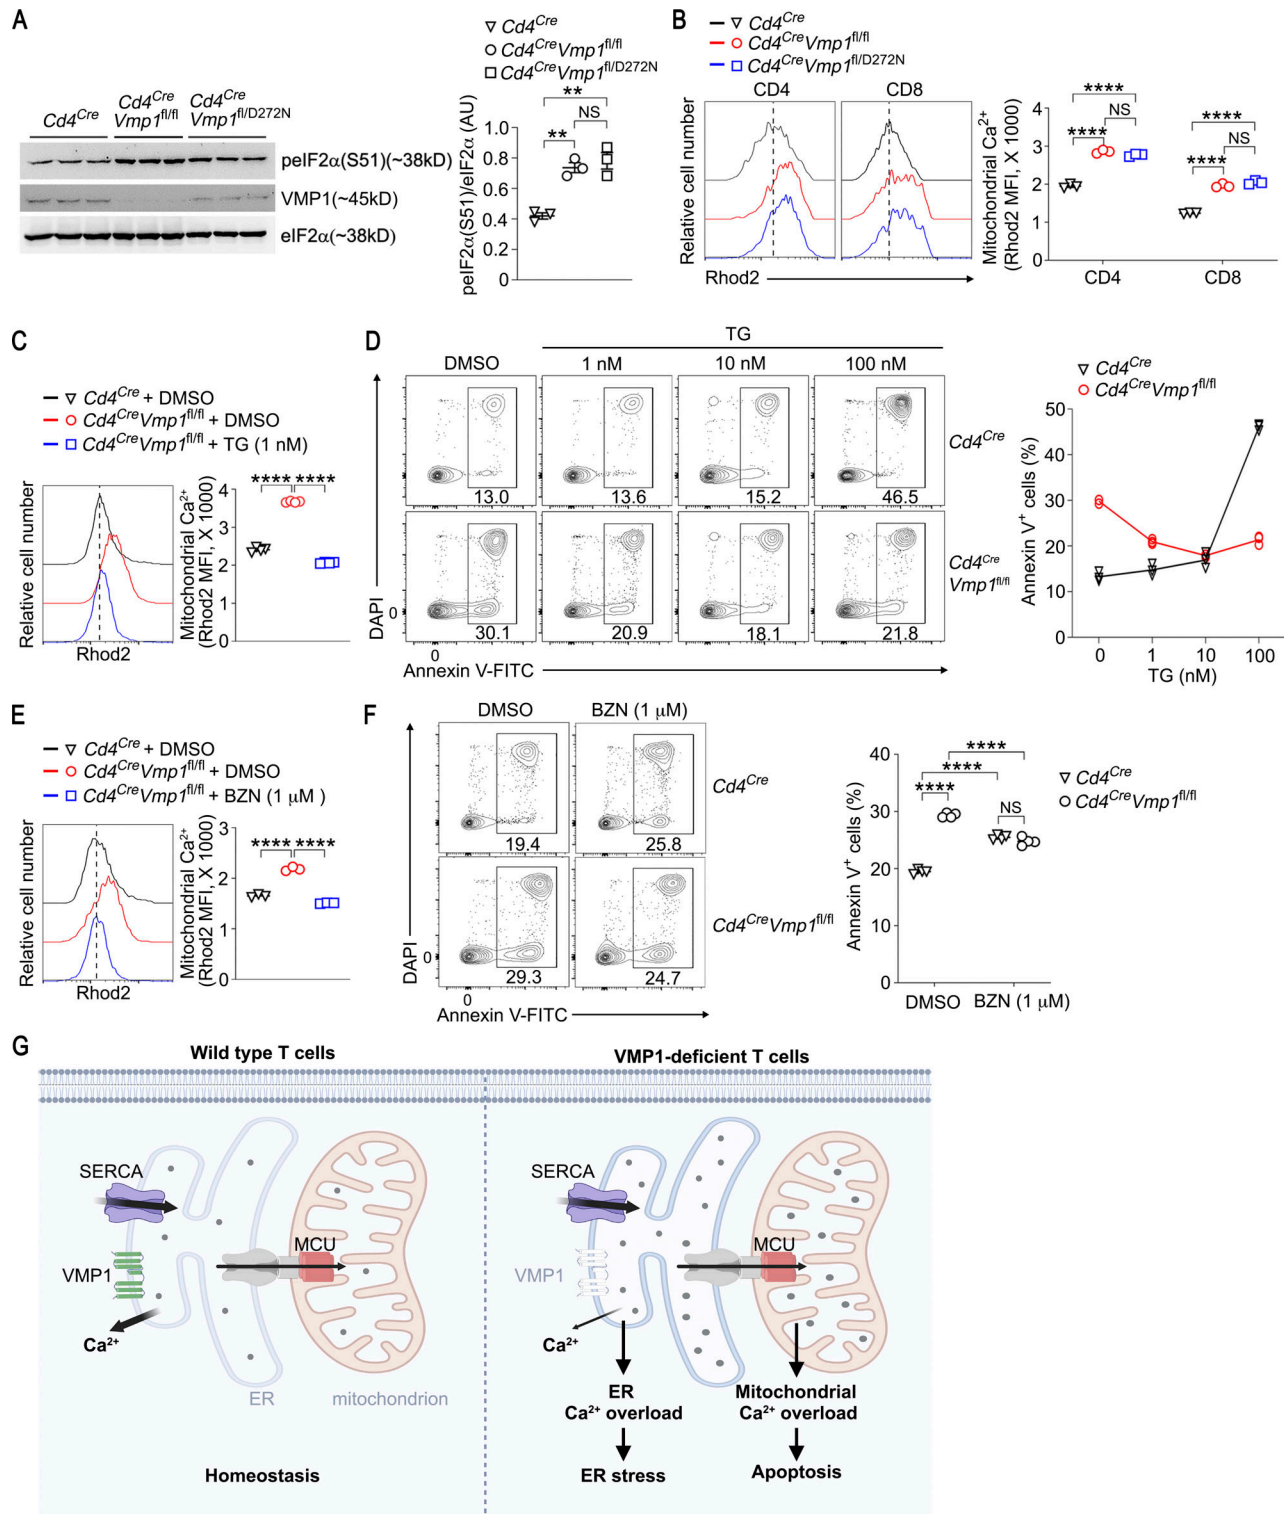 A
Cd4Cre
Cd4CreVmp1fl/fl
Cd4CreVmp1fl/D272N
Cd4Cre
Cd4Cre
Vmp1fl/fl
Cd4Cre
Vmp1fl/D272N
peIF2α(S51)(~38kD)
VMP1(~45kD)
eIF2α(~38kD)
peIF2α(S51)/eIF2α (AU)
1.0
0.8
0.6
0.4
0.2
0
**
**
NS
B
Cd4Cre
Cd4CreVmp1fl/fl
Cd4CreVmp1fl/D272N
CD4
CD8
Relative cell number
Rhod2
Mitochondrial Ca2+
(Rhod2 MFI, X 1000)
4
3
2
1
0
****
NS
****
****
NS
****
CD4
CD8
C
Cd4Cre + DMSO
Cd4CreVmp1fl/fl + DMSO
Cd4CreVmp1fl/fl + TG (1 nM)
Relative cell number
Rhod2
Mitochondrial Ca2+
(Rhod2 MFI, X 1000)
4
3
2
1
0
**** ****
D
TG
DMSO
1 nM
10 nM
100 nM
13.0
13.6
15.2
46.5
Cd4Cre
30.1
20.9
18.1
21.8
Cd4Cre
Vmp1fl/fl
DAPI
0
0
Annexin V-FITC
Cd4Cre
Cd4CreVmp1fl/fl
Annexin V+ cells (%)
50
40
30
20
10
0
0
1
10
100
TG (nM)
E
Cd4Cre + DMSO
Cd4CreVmp1fl/fl + DMSO
Cd4CreVmp1fl/fl + BZN (1 μM )
Relative cell number
Rhod2
Mitochondrial Ca2+
(Rhod2 MFI, X 1000)
3
2
1
0
**** ****
F
DMSO
BZN (1 μM)
19.4
25.8
Cd4Cre
29.3
24.7
Cd4CreVmp1fl/fl
DAPI
0
0
Annexin V-FITC
Annexin V+ cells (%)
40
30
20
10
0
****
****
****
NS
DMSO
BZN (1 μM)
Cd4Cre
Cd4CreVmp1fl/fl
G
Wild type T cells
VMP1-deficient T cells
SERCA
VMP1
MCU
Ca2+
ER
mitochondrion
Homeostasis
SERCA
VMP1
MCU
Ca2+
ER
Ca2+ overload
ER stress
Mitochondrial
Ca2+ overload
Apoptosis